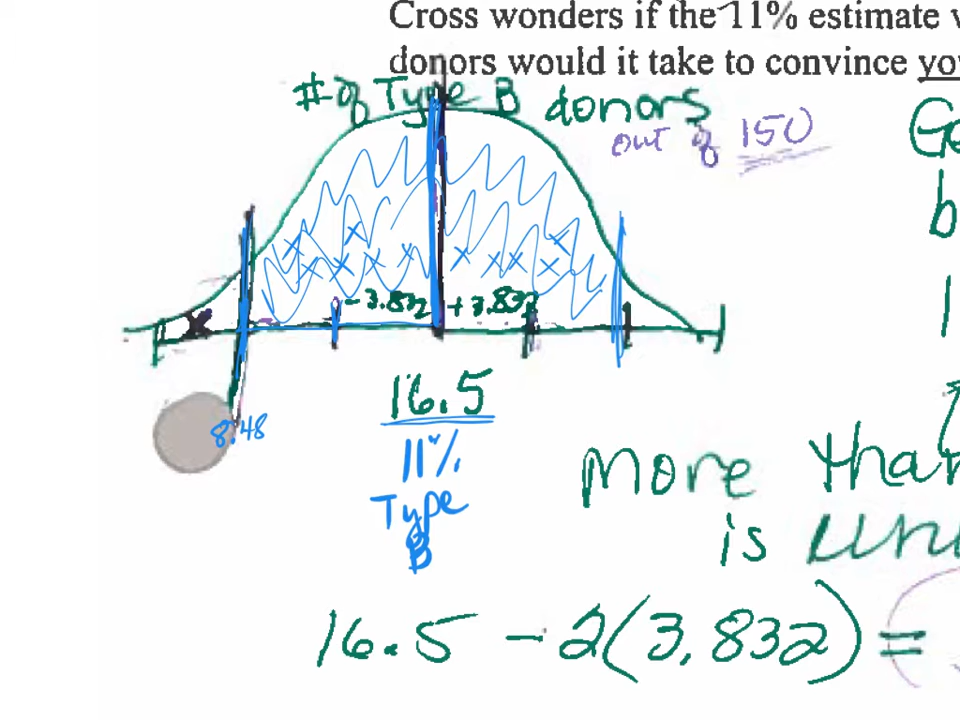 Cross wonders if the 11% estimate
donors would it take to convince
# of Type B donors
out of 150
-3.832 +3.832
16.5
8.48
11%
Type
B
More than
is
16.5 - 2(3.832) =